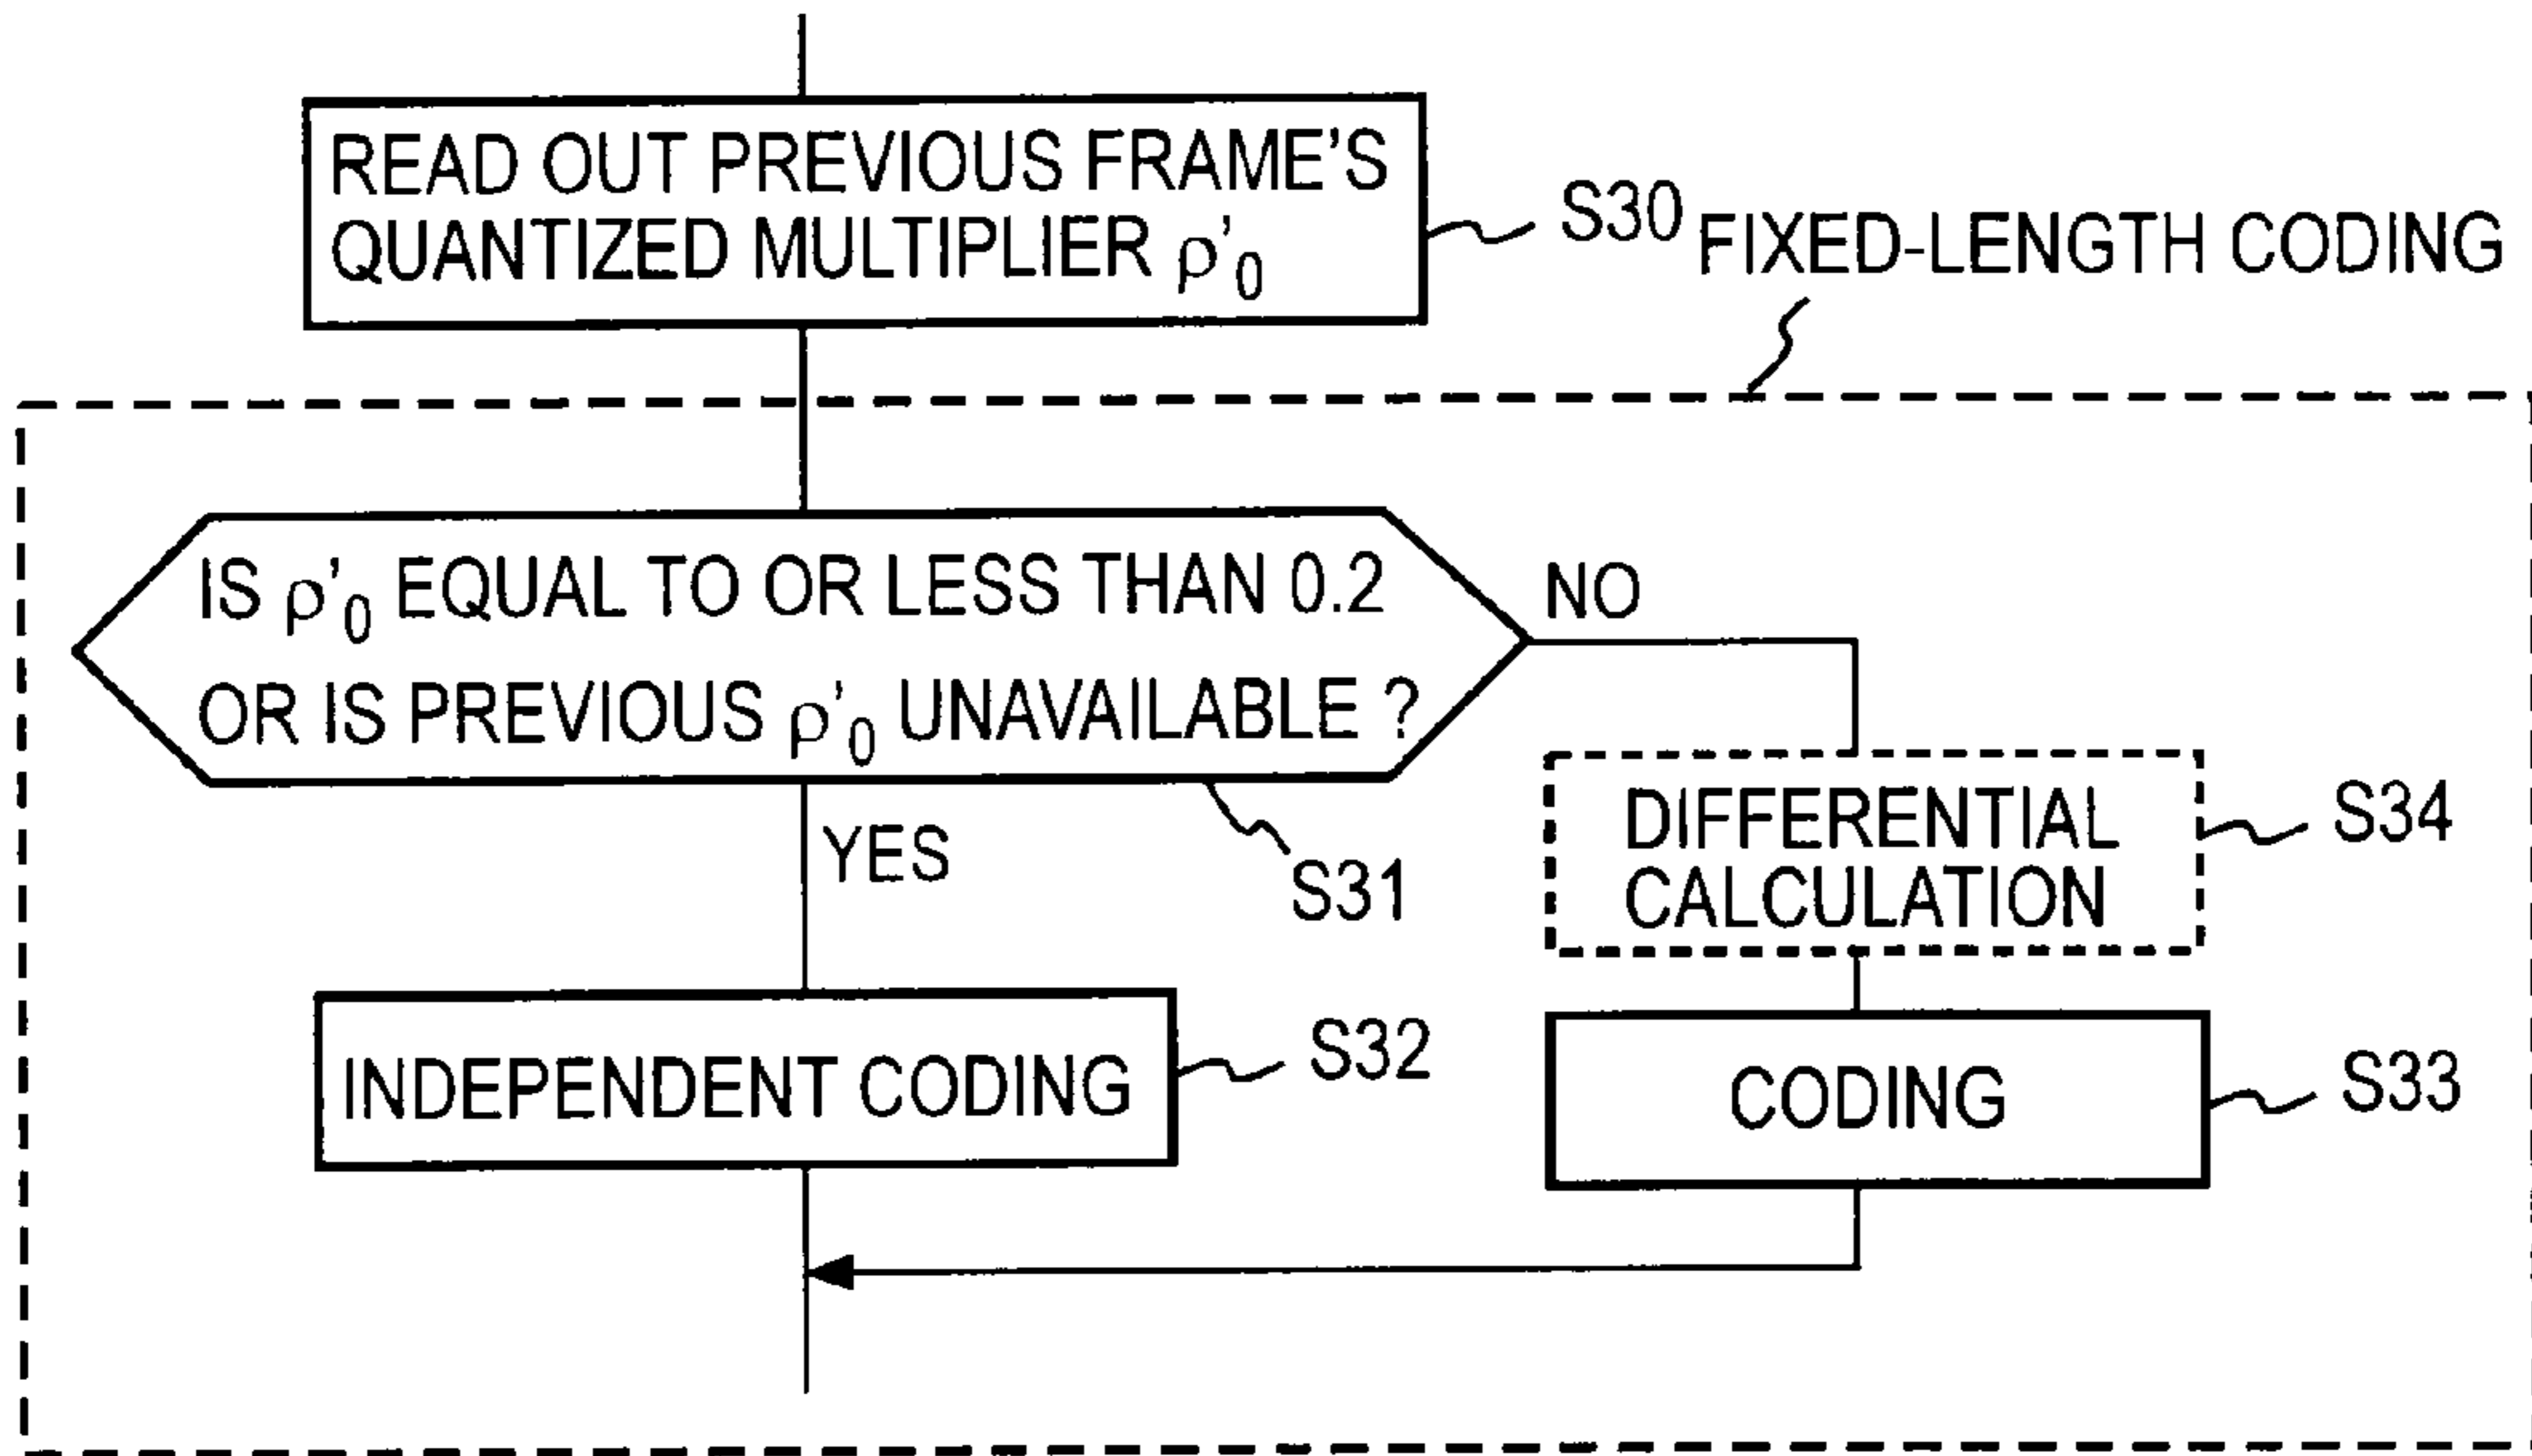 READ OUT PREVIOUS FRAME'S
QUANTIZED MULTIPLIER ρ'0
S30
FIXED-LENGTH CODING
IS ρ'0 EQUAL TO OR LESS THAN 0.2
OR IS PREVIOUS ρ'0 UNAVAILABLE ?
NO
YES
S31
DIFFERENTIAL
CALCULATION
S34
INDEPENDENT CODING
S32
CODING
S33